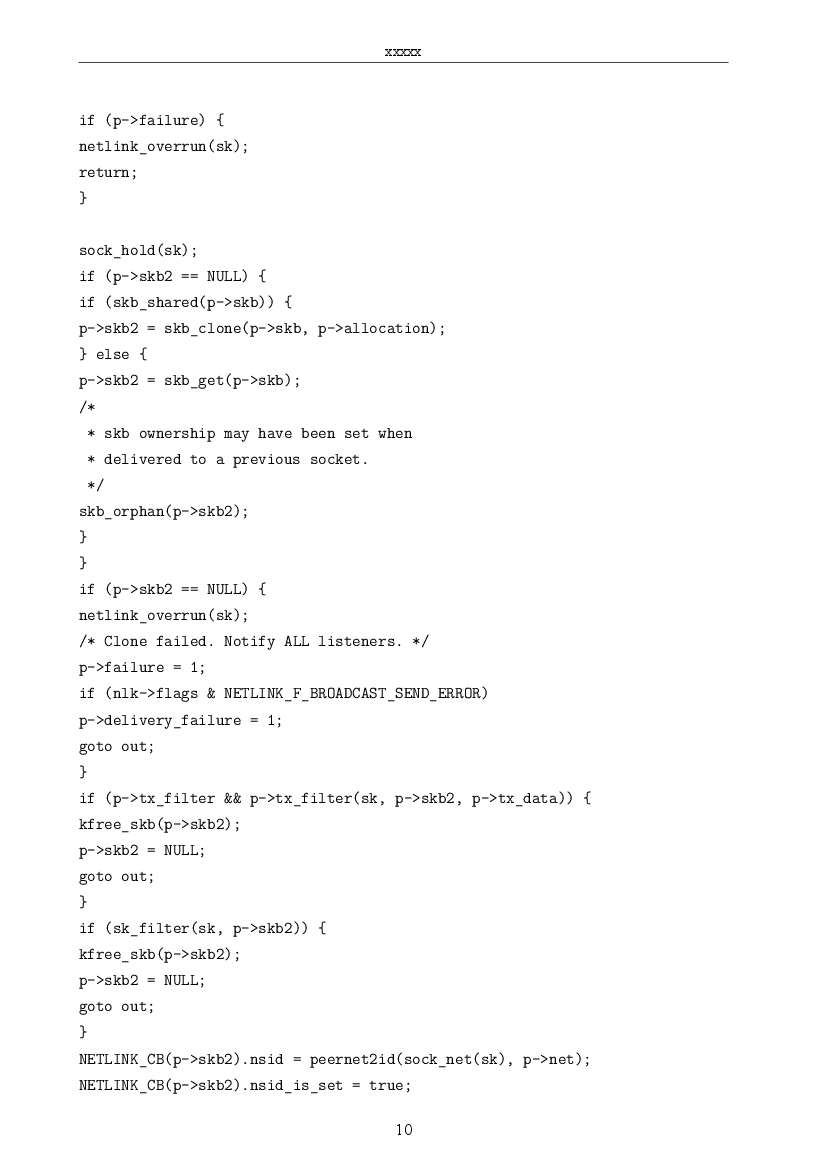 xxxxx
if (p->failure) {
netlink_overrun(sk);
return;
}
sock_hold(sk);
if (p->skb2 == NULL) {
if (skb_shared(p->skb)) {
p->skb2 = skb_clone(p->skb, p->allocation);
} else {
p->skb2 = skb_get(p->skb);
/*
 * skb ownership may have been set when
 * delivered to a previous socket.
 */
skb_orphan(p->skb2);
}
}
if (p->skb2 == NULL) {
netlink_overrun(sk);
/* Clone failed. Notify ALL listeners. */
p->failure = 1;
if (nlk->flags & NETLINK_F_BROADCAST_SEND_ERROR)
p->delivery_failure = 1;
goto out;
}
if (p->tx_filter && p->tx_filter(sk, p->skb2, p->tx_data)) {
kfree_skb(p->skb2);
p->skb2 = NULL;
goto out;
}
if (sk_filter(sk, p->skb2)) {
kfree_skb(p->skb2);
p->skb2 = NULL;
goto out;
}
NETLINK_CB(p->skb2).nsid = peernet2id(sock_net(sk), p->net);
NETLINK_CB(p->skb2).nsid_is_set = true;
10